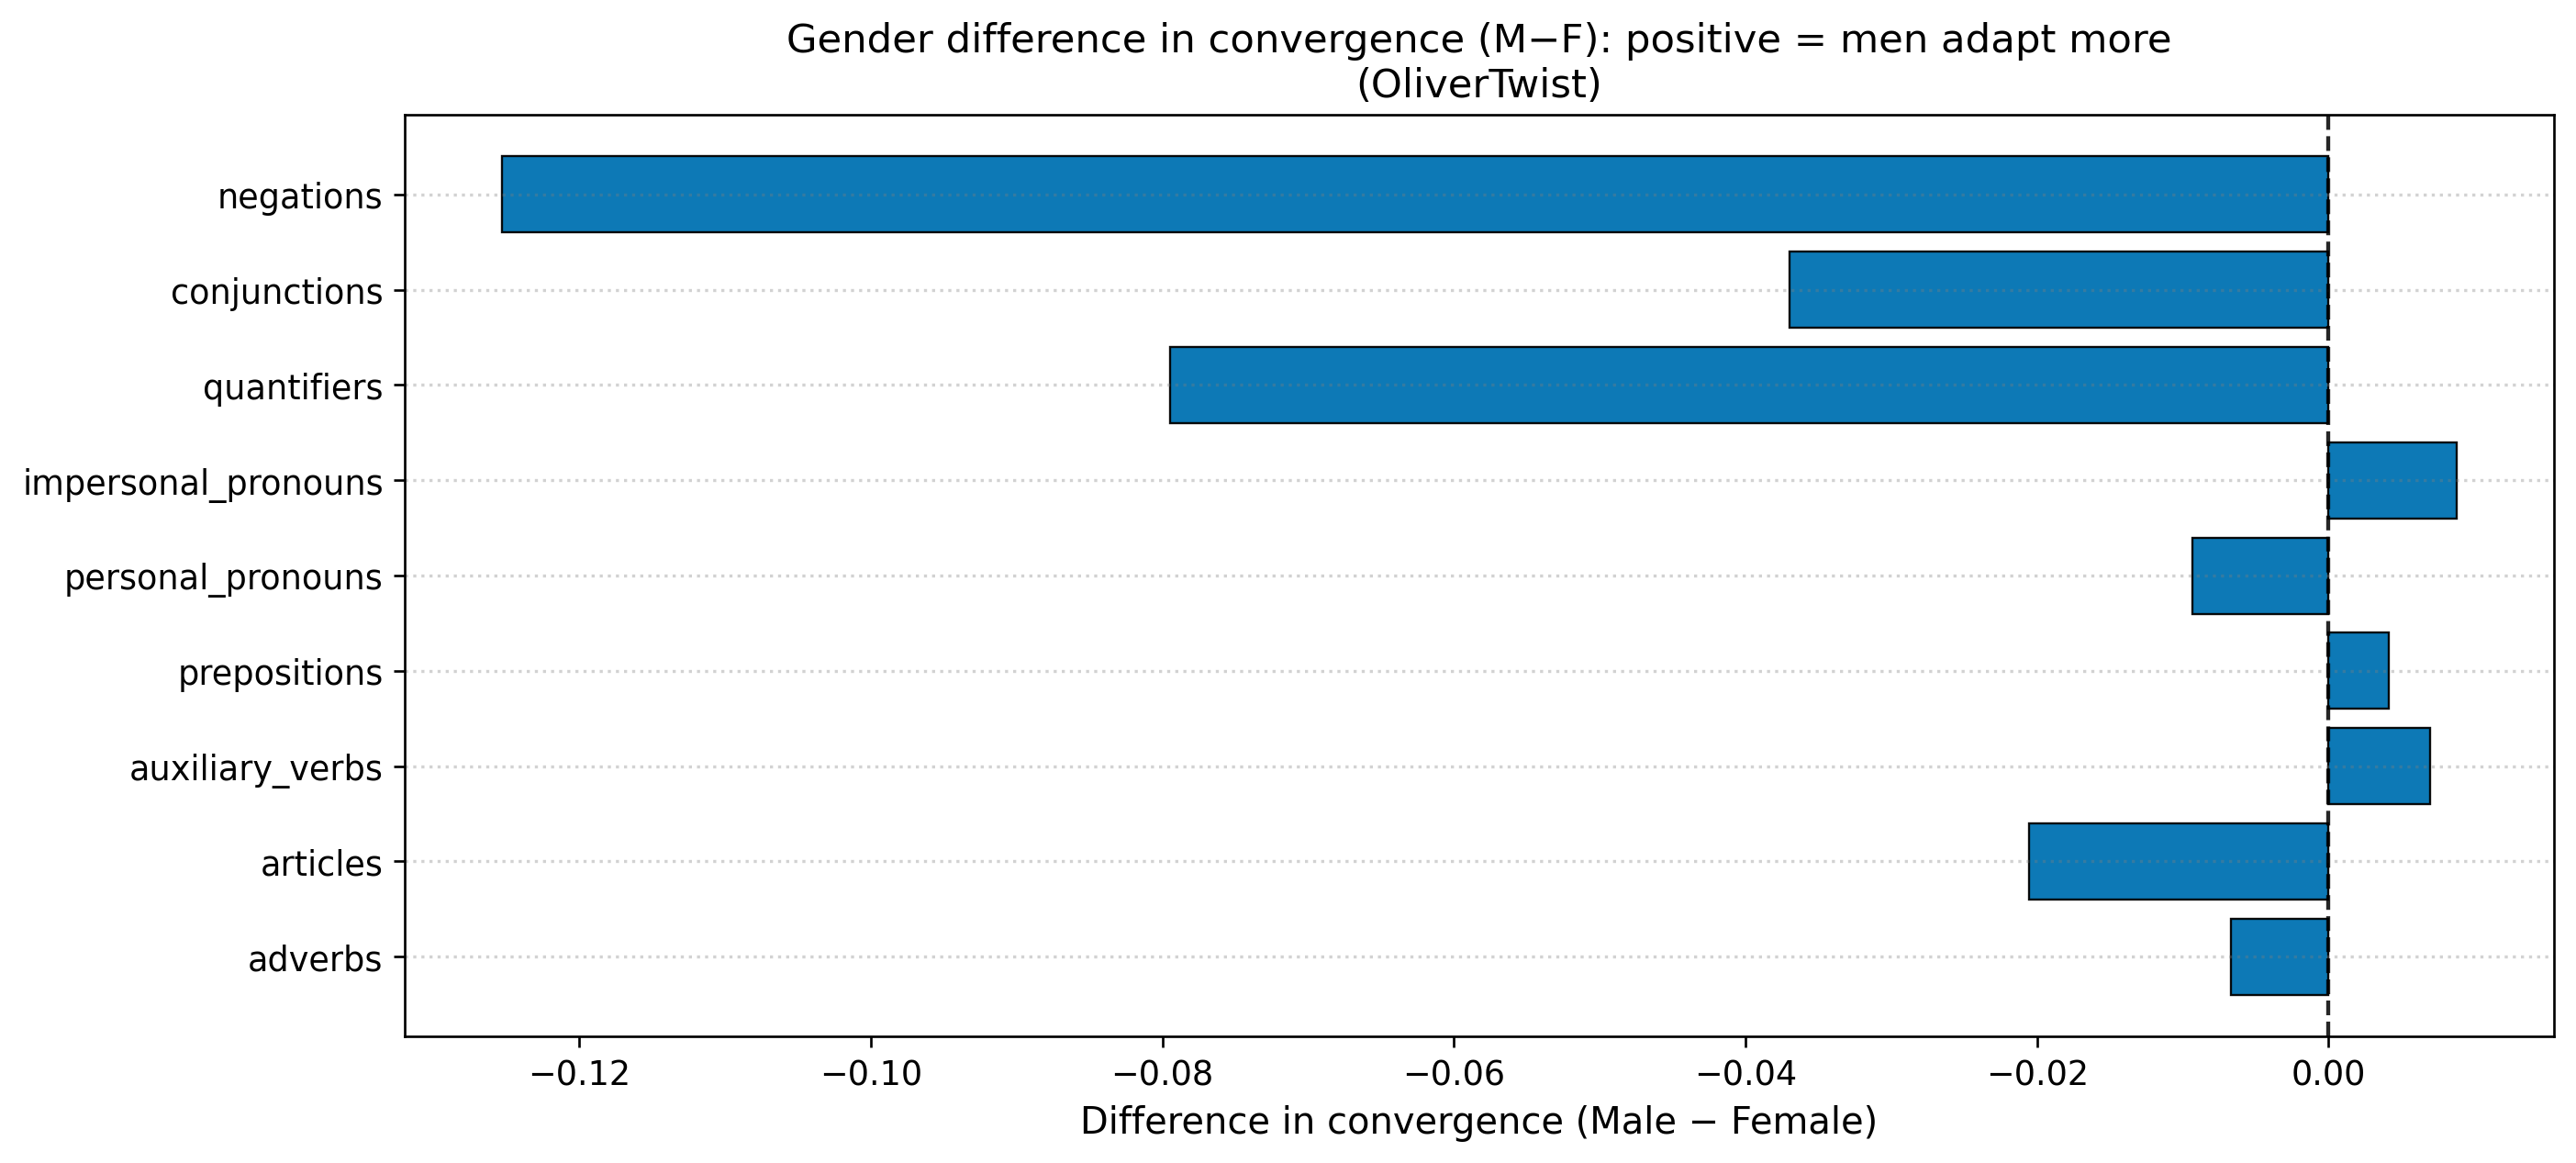 Gender difference in convergence (M−F): positive = men adapt more
(OliverTwist)
negations
conjunctions
quantifiers
impersonal_pronouns
personal_pronouns
prepositions
auxiliary_verbs
articles
adverbs
−0.12 −0.10 −0.08 −0.06 −0.04 −0.02 0.00
Difference in convergence (Male − Female)